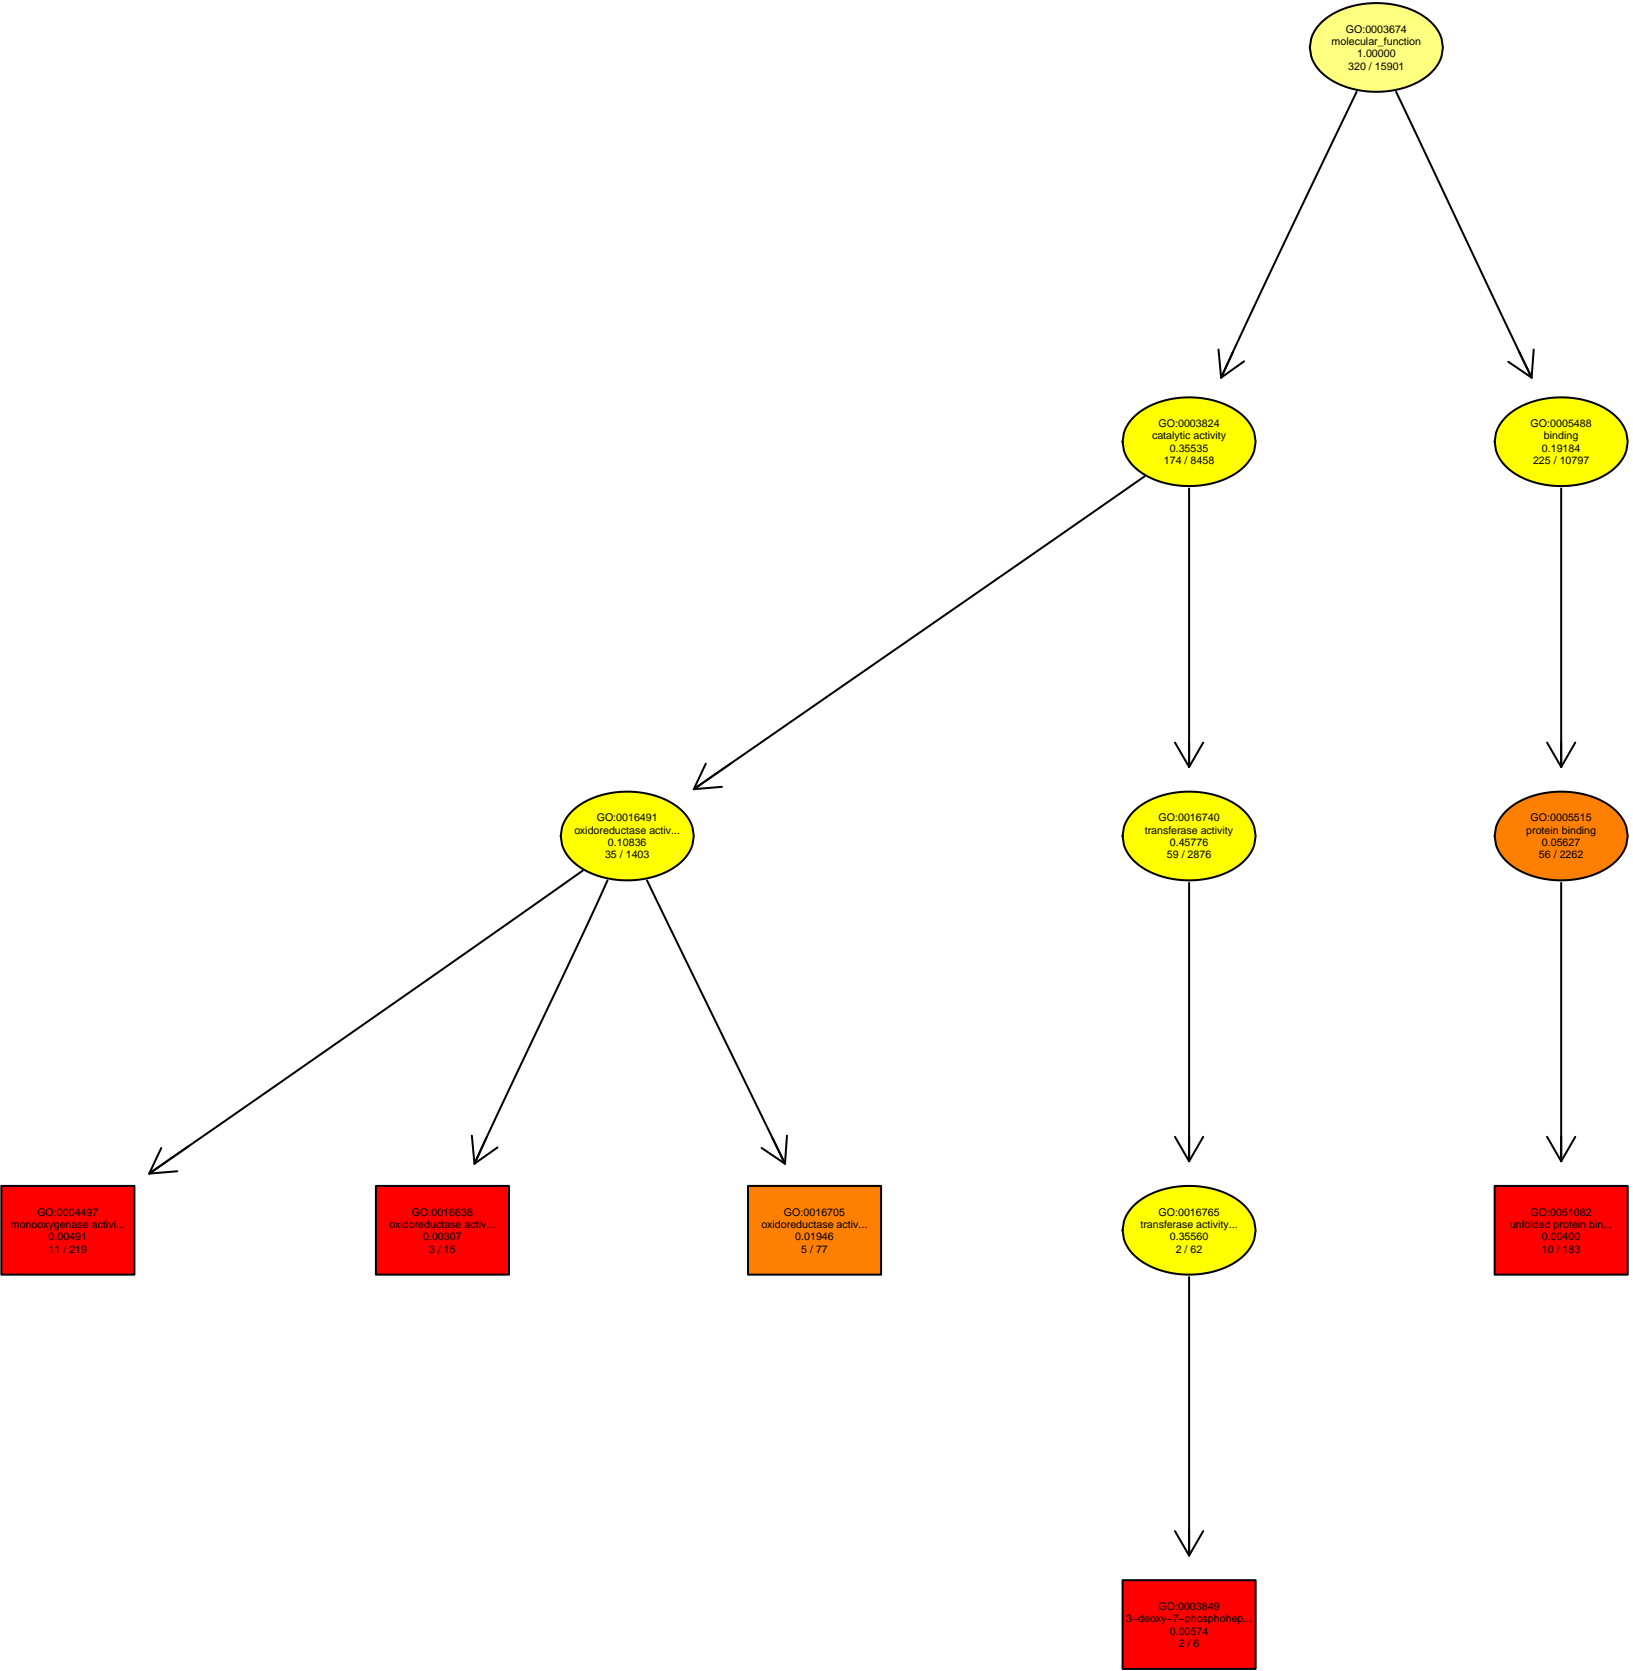 GO:0003674
molecular_function
1.00000
320 / 15901
GO:0003824
catalytic activity
0.35535
174 / 8458
GO:0005488
binding
0.19184
225 / 10797
GO:0016491
oxidoreductase activ...
0.10836
35 / 1403
GO:0016740
transferase activity
0.45776
59 / 2876
GO:0005515
protein binding
0.05627
56 / 2262
GO:0004497
monooxygenase activi...
0.00491
11 / 219
GO:0016638
oxidoreductase activ...
0.00307
3 / 15
GO:0016705
oxidoreductase activ...
0.01946
5 / 77
GO:0016765
transferase activity...
0.35560
2 / 62
GO:0051082
unfolded protein bin...
0.00400
10 / 183
GO:0003849
3−deoxy−7−phosphohep...
0.00574
2 / 6